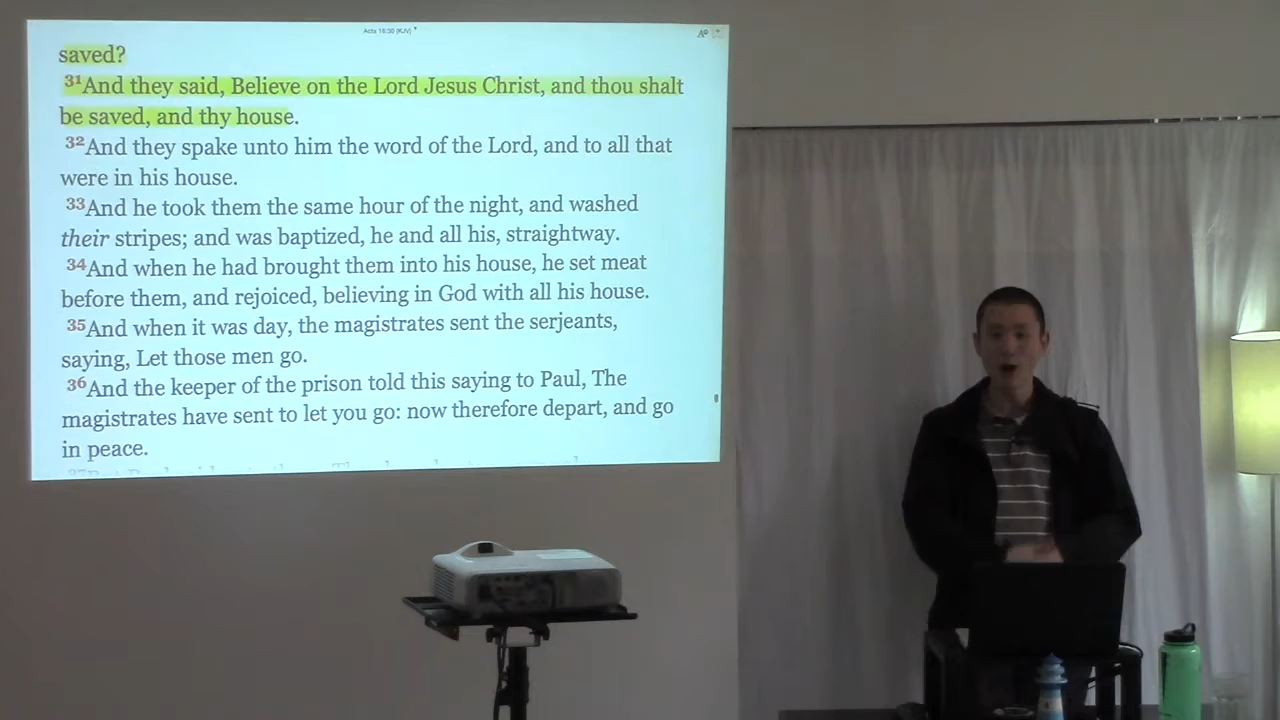 Acts 16:30 (KJV)
saved?
31And they said, Believe on the Lord Jesus Christ, and thou shalt
be saved, and thy house.
32And they spake unto him the word of the Lord, and to all that
were in his house.
33And he took them the same hour of the night, and washed
their stripes; and was baptized, he and all his, straightway.
34And when he had brought them into his house, he set meat
before them, and rejoiced, believing in God with all his house.
35And when it was day, the magistrates sent the serjeants,
saying, Let those men go.
36And the keeper of the prison told this saying to Paul, The
magistrates have sent to let you go: now therefore depart, and go
in peace.